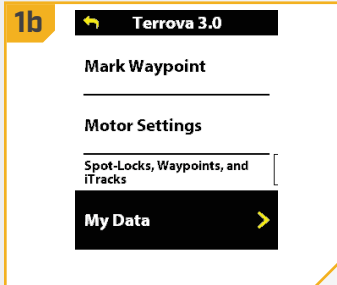 1b
Terrova 3.0
Mark Waypoint
Motor Settings
Spot-Locks, Waypoints, and
iTracks
My Data